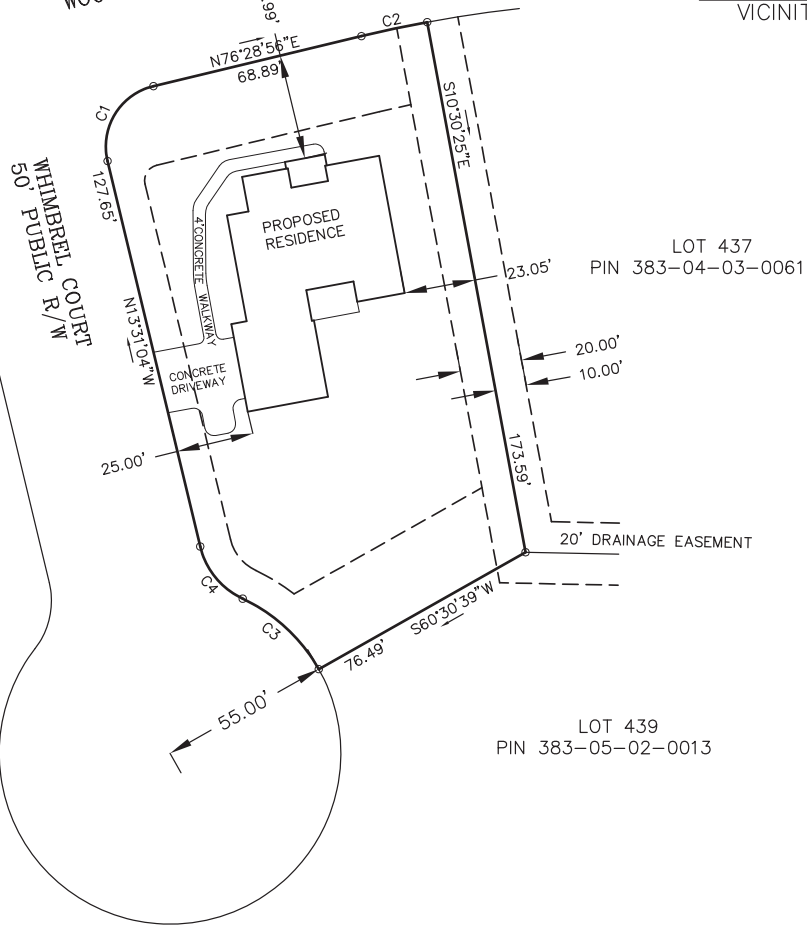 VICINIT
C2
99'
N76°28'56"E
68.89'
C1
S10°30'25"E
WHIMBREL COURT
50' PUBLIC R/W
127.65'
PROPOSED
RESIDENCE
4'CONCRETE WALKWAY
LOT 437
PIN 383-04-03-0061
23.05'
N13°31'04"W
20.00'
10.00'
CONCRETE
DRIVEWAY
25.00'
173.59'
20' DRAINAGE EASEMENT
C4
C3
S60°30'39"W
76.49'
55.00'
LOT 439
PIN 383-05-02-0013